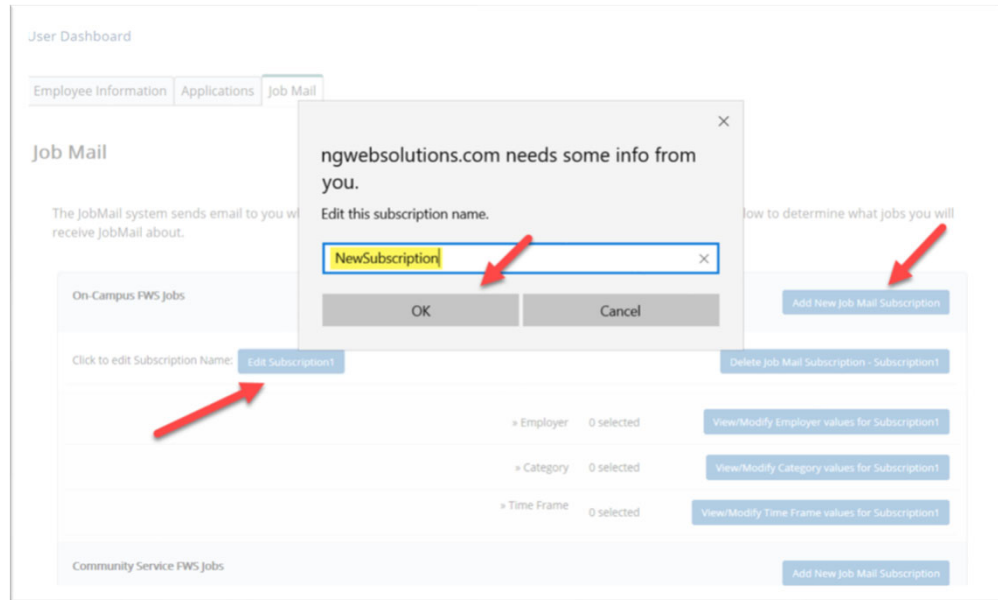 User Dashboard
Employee Information Applications Job Mail
Job Mail
ngwebsolutions.com needs some info from
you.
Edit this subscription name.
The JobMail system sends email to you
low to determine what jobs you will
receive JobMail about.
NewSubscription
OK Cancel
On-Campus FWS Jobs
Add New Job Mail Subscription
Click to edit Subscription Name: Edit Subscription1
Delete Job Mail Subscription - Subscription1
» Employer 0 selected View/Modify Employer values for Subscription1
» Category 0 selected View/Modify Category values for Subscription1
» Time Frame 0 selected View/Modify Time Frame values for Subscription1
Community Service FWS Jobs
Add New Job Mail Subscription